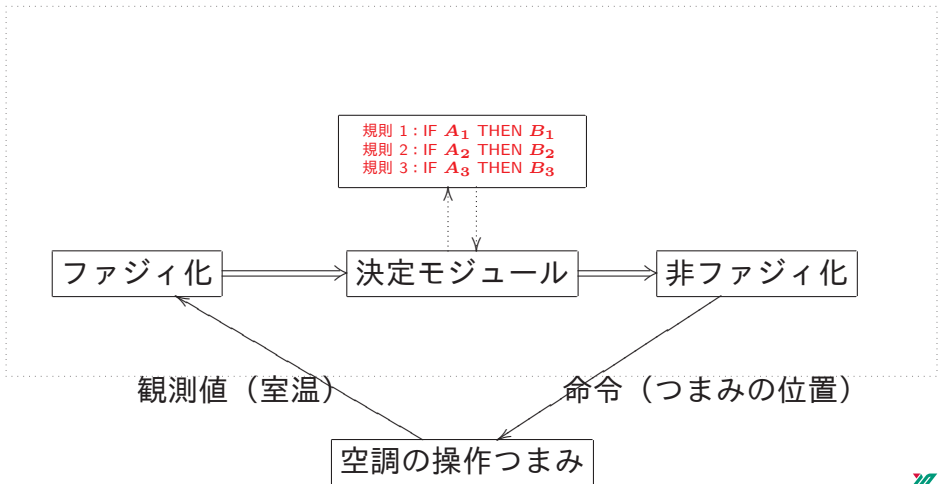 規則 1 : IF A₁ THEN B₁
規則 2 : IF A₂ THEN B₂
規則 3 : IF A₃ THEN B₃
ファジィ化
決定モジュール
非ファジィ化
観測値（室温）
命令（つまみの位置）
空調の操作つまみ